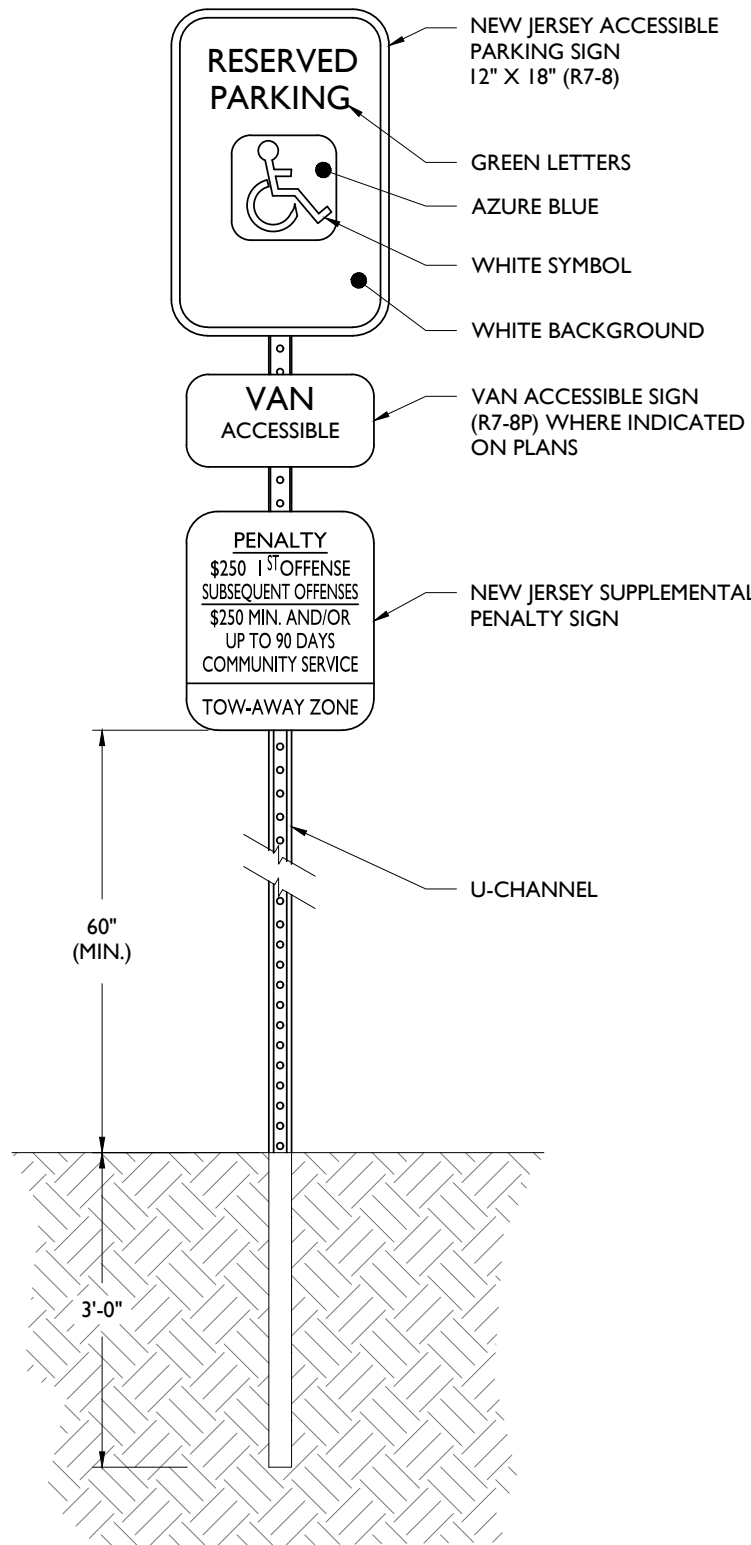 RESERVED
PARKING
NEW JERSEY ACCESSIBLE
PARKING SIGN
12" X 18" (R7-8)
GREEN LETTERS
AZURE BLUE
WHITE SYMBOL
WHITE BACKGROUND
VAN
ACCESSIBLE
VAN ACCESSIBLE SIGN
(R7-8P) WHERE INDICATED
ON PLANS
PENALTY
$250 1ST OFFENSE
SUBSEQUENT OFFENSES
$250 MIN. AND/OR
UP TO 90 DAYS
COMMUNITY SERVICE
TOW-AWAY ZONE
NEW JERSEY SUPPLEMENTAL
PENALTY SIGN
U-CHANNEL
60"
(MIN.)
3'-0"